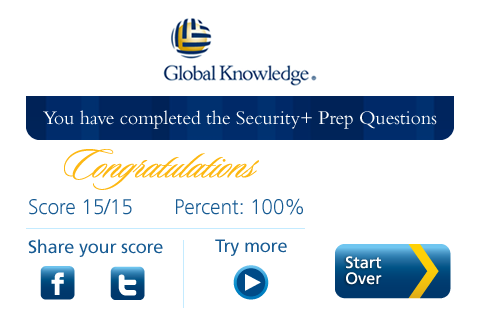 Global Knowledge®
You have completed the Security+ Prep Questions
Congratulations
Score 15/15 Percent: 100%
Share your score
Try more
f
t
Start
Over